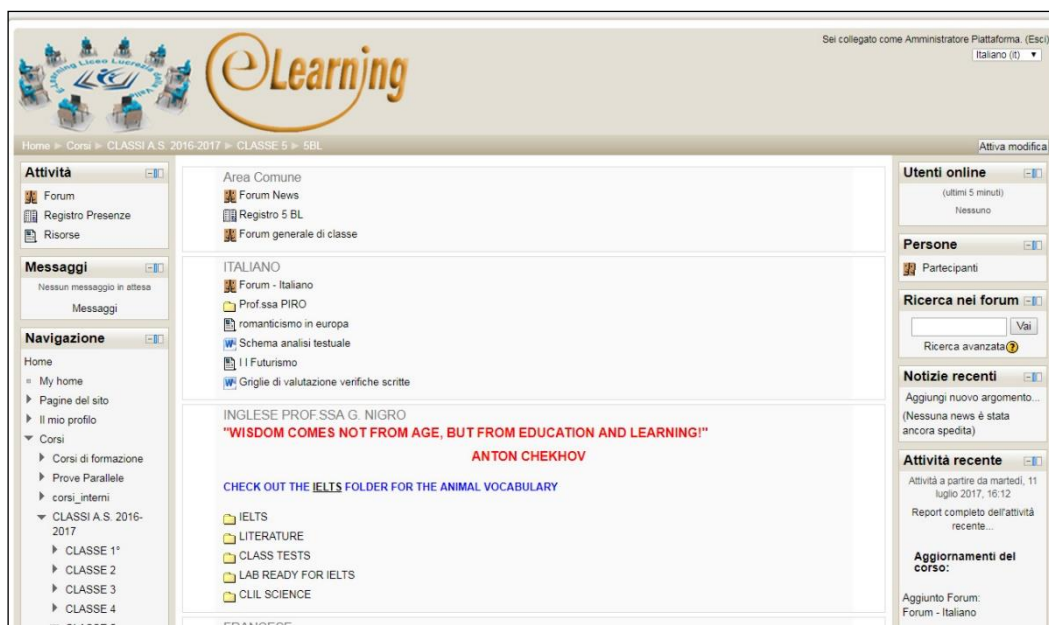 eLearning Liceo Lucrezia della Valle
eLearning
Sei collegato come Amministratore Piattaforma. (Esci)
Italiano (it)
Home ► Corsi ► CLASSI A.S. 2016-2017 ► CLASSE 5 ► 5BL
Attiva modifica
Attività
Forum
Registro Presenze
Risorse
Messaggi
Nessun messaggio in attesa
Messaggi
Navigazione
Home
My home
Pagine del sito
Il mio profilo
Corsi
Corsi di formazione
Prove Parallele
corsi_interni
CLASSI A.S. 2016-
2017
CLASSE 1°
CLASSE 2
CLASSE 3
CLASSE 4
Area Comune
Forum News
Registro 5 BL
Forum generale di classe
ITALIANO
Forum - Italiano
Prof.ssa PIRO
romanticismo in europa
Schema analisi testuale
I l Futurismo
Griglie di valutazione verifiche scritte
INGLESE PROF.SSA G. NIGRO
"WISDOM COMES NOT FROM AGE, BUT FROM EDUCATION AND LEARNING!"
ANTON CHEKHOV
CHECK OUT THE IELTS FOLDER FOR THE ANIMAL VOCABULARY
IELTS
LITERATURE
CLASS TESTS
LAB READY FOR IELTS
CLIL SCIENCE
FRANCESE
Utenti online
(ultimi 5 minuti)
Nessuno
Persone
Partecipanti
Ricerca nei forum
Vai
Ricerca avanzata
Notizie recenti
Aggiungi nuovo argomento...
(Nessuna news è stata
ancora spedita)
Attività recente
Attività a partire da martedì, 11
luglio 2017, 16:12
Report completo dell'attività
recente...
Aggiornamenti del
corso:
Aggiunto Forum:
Forum - Italiano